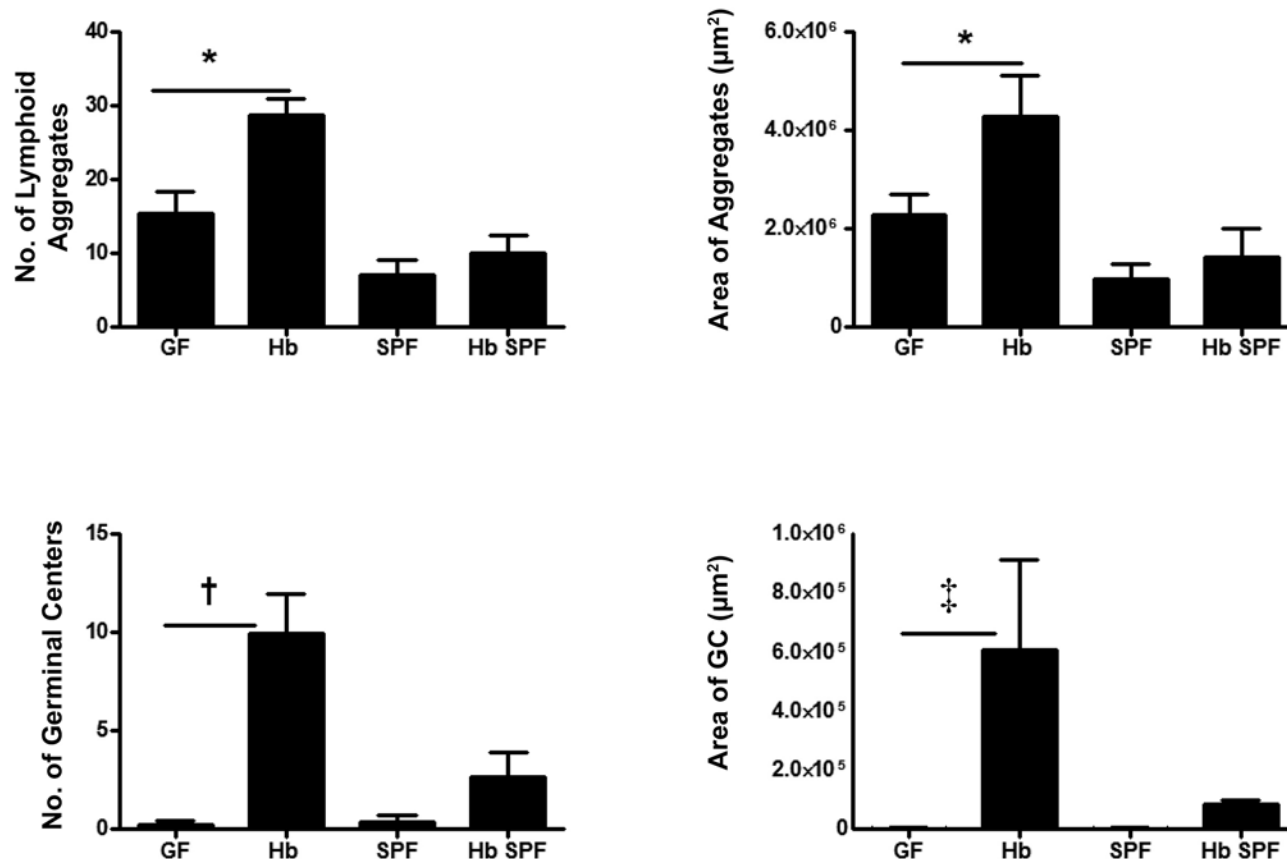 No. of Lymphoid
Aggregates
40
30
20
10
0
*
GF Hb SPF Hb SPF
Area of Aggregates (µm²)
6.0×10⁶
4.0×10⁶
2.0×10⁶
0
*
GF Hb SPF Hb SPF
No. of Germinal Centers
15
10
5
0
†
GF Hb SPF Hb SPF
Area of GC (µm²)
1.0×10⁶
8.0×10⁵
6.0×10⁵
4.0×10⁵
2.0×10⁵
0
‡
GF Hb SPF Hb SPF